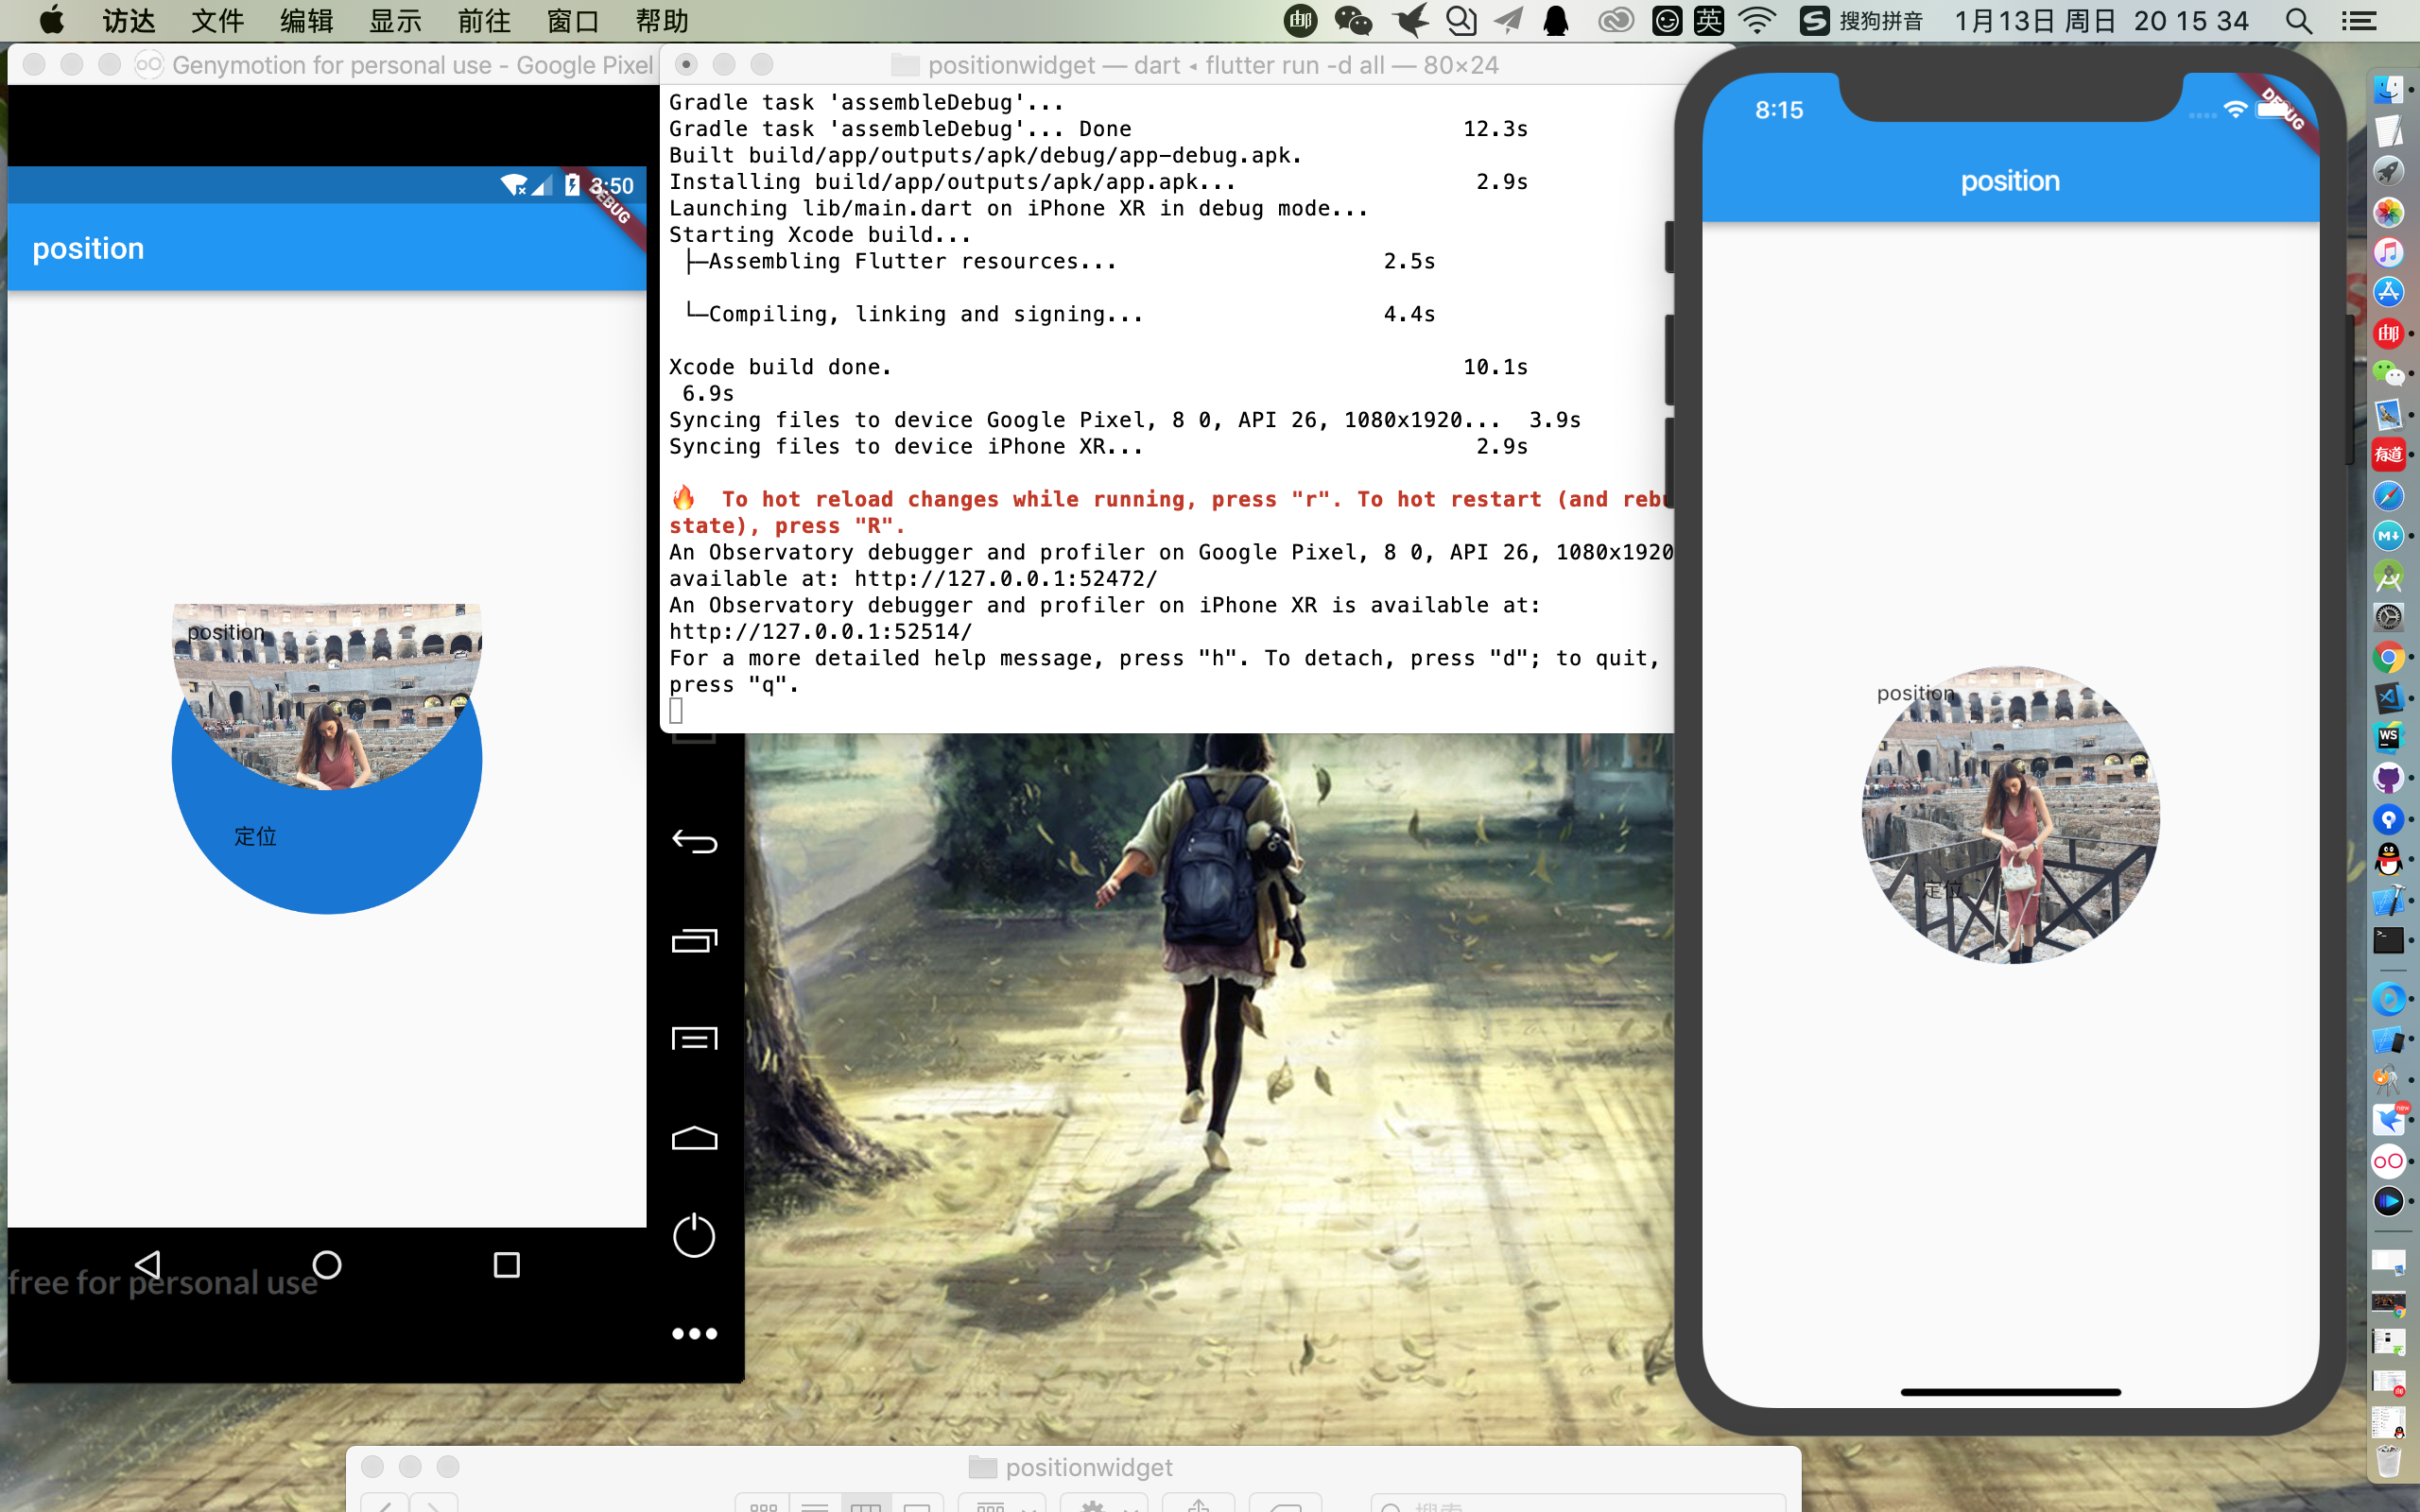 访达 文件 编辑 显示 前往 窗口 帮助
邮 英 搜狗拼音 1月13日 周日 20 15 34
Genymotion for personal use - Google Pixel
3:50
DEBUG
position
position
定位
free for personal use
positionwidget — dart ◂ flutter run -d all — 80×24
Gradle task 'assembleDebug'...
Gradle task 'assembleDebug'... Done 12.3s
Built build/app/outputs/apk/debug/app-debug.apk.
Installing build/app/outputs/apk/app.apk... 2.9s
Launching lib/main.dart on iPhone XR in debug mode...
Starting Xcode build...
├─Assembling Flutter resources... 2.5s
└─Compiling, linking and signing... 4.4s
Xcode build done. 10.1s
6.9s
Syncing files to device Google Pixel, 8 0, API 26, 1080x1920... 3.9s
Syncing files to device iPhone XR... 2.9s
🔥 To hot reload changes while running, press "r". To hot restart (and rebu
state), press "R".
An Observatory debugger and profiler on Google Pixel, 8 0, API 26, 1080x1920
available at: http://127.0.0.1:52472/
An Observatory debugger and profiler on iPhone XR is available at:
http://127.0.0.1:52514/
For a more detailed help message, press "h". To detach, press "d"; to quit,
press "q".
8:15
DEBUG
position
position
定位
邮
有道
M
WS
new
positionwidget
搜索